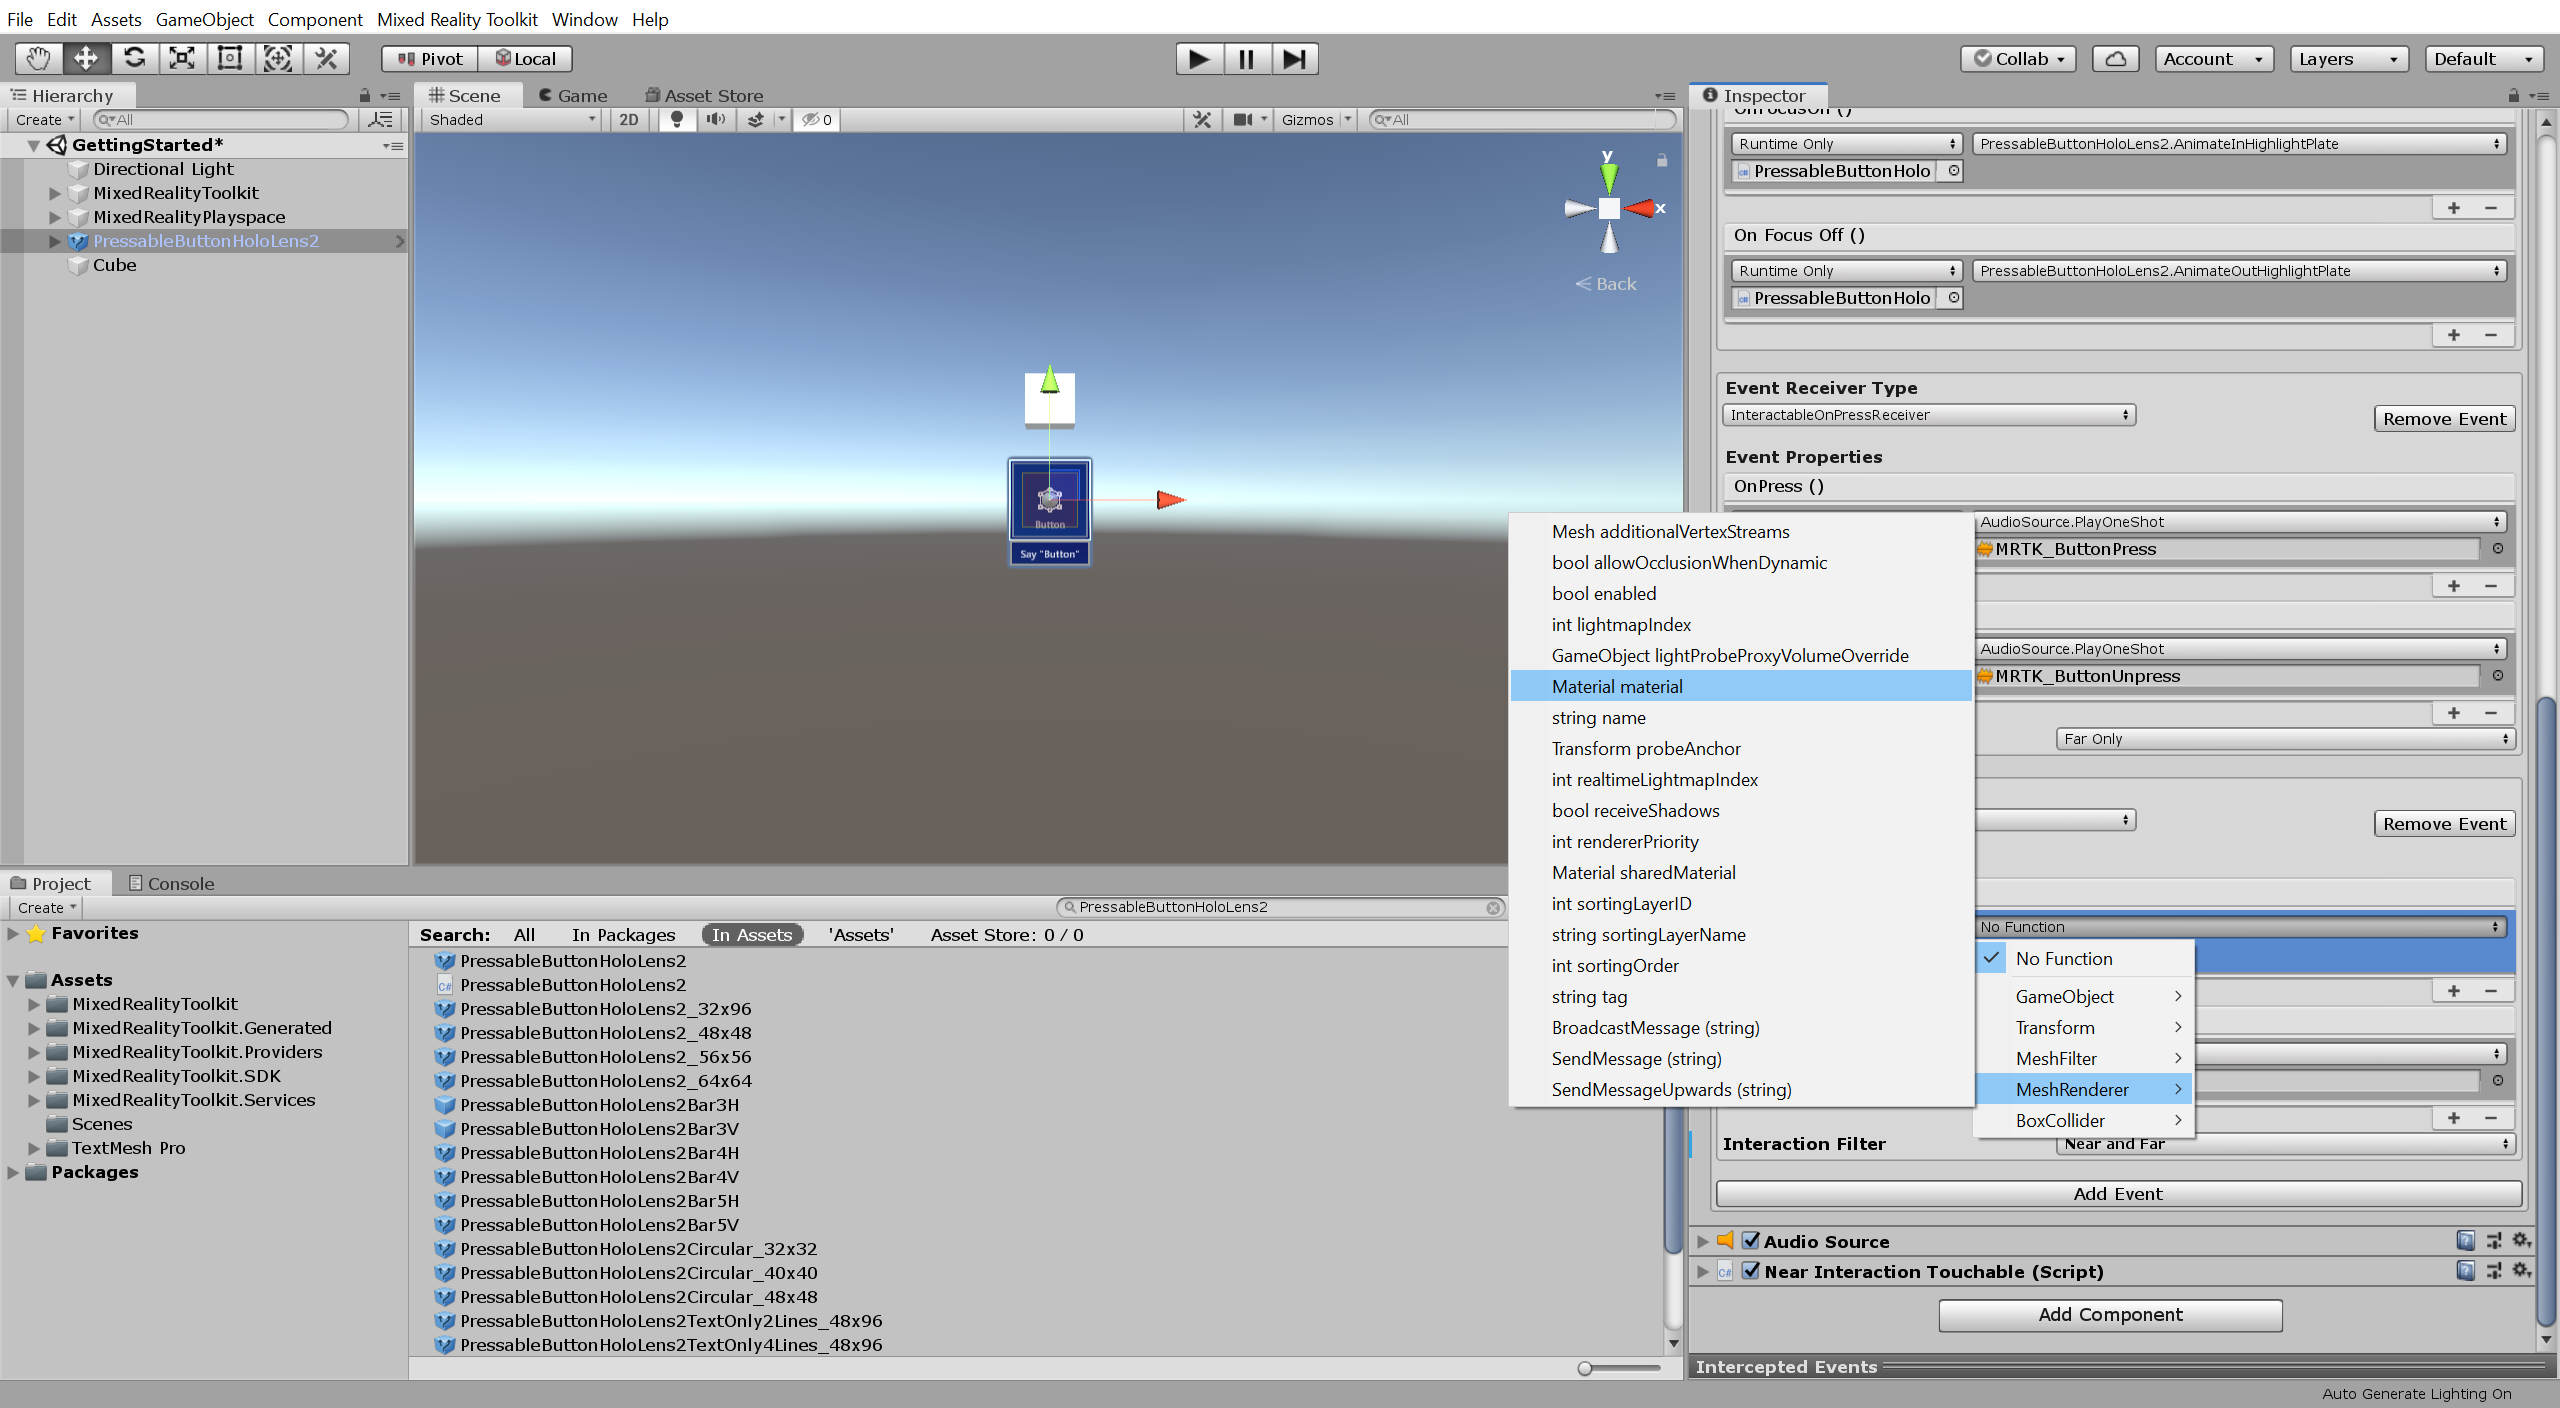 File Edit Assets GameObject Component Mixed Reality Toolkit Window Help
Pivot Local
Collab Account Layers Default
Hierarchy
Create All
GettingStarted*
Directional Light
MixedRealityToolkit
MixedRealityPlayspace
PressableButtonHoloLens2
Cube
Scene Game Asset Store
Shaded 2D 0 Gizmos All
y
x
Back
Button
Say "Button"
Inspector
OnFocusOn ()
Runtime Only PressableButtonHoloLens2.AnimateInHighlightPlate
PressableButtonHolo
+ −
On Focus Off ()
Runtime Only PressableButtonHoloLens2.AnimateOutHighlightPlate
PressableButtonHolo
+ −
Event Receiver Type
InteractableOnPressReceiver Remove Event
Event Properties
OnPress ()
AudioSource.PlayOneShot
MRTK_ButtonPress
+ −
AudioSource.PlayOneShot
MRTK_ButtonUnpress
+ −
Far Only
Remove Event
No Function
+ −
+ −
Interaction Filter Near and Far
Add Event
Audio Source
Near Interaction Touchable (Script)
Add Component
Intercepted Events
Mesh additionalVertexStreams
bool allowOcclusionWhenDynamic
bool enabled
int lightmapIndex
GameObject lightProbeProxyVolumeOverride
Material material
string name
Transform probeAnchor
int realtimeLightmapIndex
bool receiveShadows
int rendererPriority
Material sharedMaterial
int sortingLayerID
string sortingLayerName
int sortingOrder
string tag
BroadcastMessage (string)
SendMessage (string)
SendMessageUpwards (string)
No Function
GameObject
Transform
MeshFilter
MeshRenderer
BoxCollider
Project Console
Create PressableButtonHoloLens2
Favorites
Assets
MixedRealityToolkit
MixedRealityToolkit.Generated
MixedRealityToolkit.Providers
MixedRealityToolkit.SDK
MixedRealityToolkit.Services
Scenes
TextMesh Pro
Packages
Search: All In Packages In Assets 'Assets' Asset Store: 0 / 0
PressableButtonHoloLens2
C# PressableButtonHoloLens2
PressableButtonHoloLens2_32x96
PressableButtonHoloLens2_48x48
PressableButtonHoloLens2_56x56
PressableButtonHoloLens2_64x64
PressableButtonHoloLens2Bar3H
PressableButtonHoloLens2Bar3V
PressableButtonHoloLens2Bar4H
PressableButtonHoloLens2Bar4V
PressableButtonHoloLens2Bar5H
PressableButtonHoloLens2Bar5V
PressableButtonHoloLens2Circular_32x32
PressableButtonHoloLens2Circular_40x40
PressableButtonHoloLens2Circular_48x48
PressableButtonHoloLens2TextOnly2Lines_48x96
PressableButtonHoloLens2TextOnly4Lines_48x96
Auto Generate Lighting On